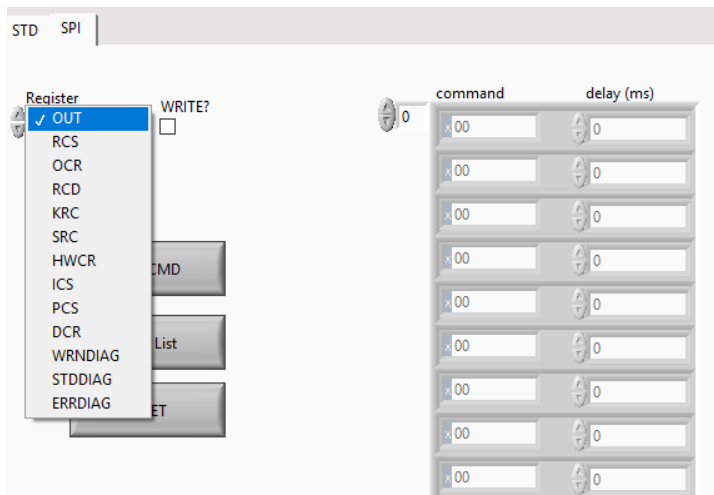 STD SPI
Register
WRITE?
✓ OUT
RCS
OCR
RCD
KRC
SRC
HWCR
ICS
PCS
DCR
WRNDIAG
STDDIAG
ERRDIAG
CMD
List
ET
command delay (ms)
0
x 00 0
x 00 0
x 00 0
x 00 0
x 00 0
x 00 0
x 00 0
x 00 0
x 00 0